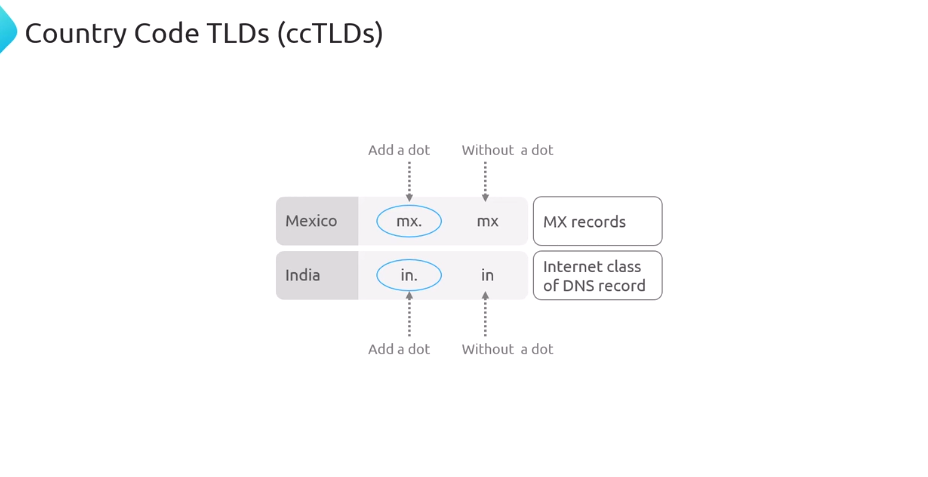 Country Code TLDs (ccTLDs)
Add a dot Without a dot
Mexico mx. mx MX records
India in. in Internet class
of DNS record
Add a dot Without a dot